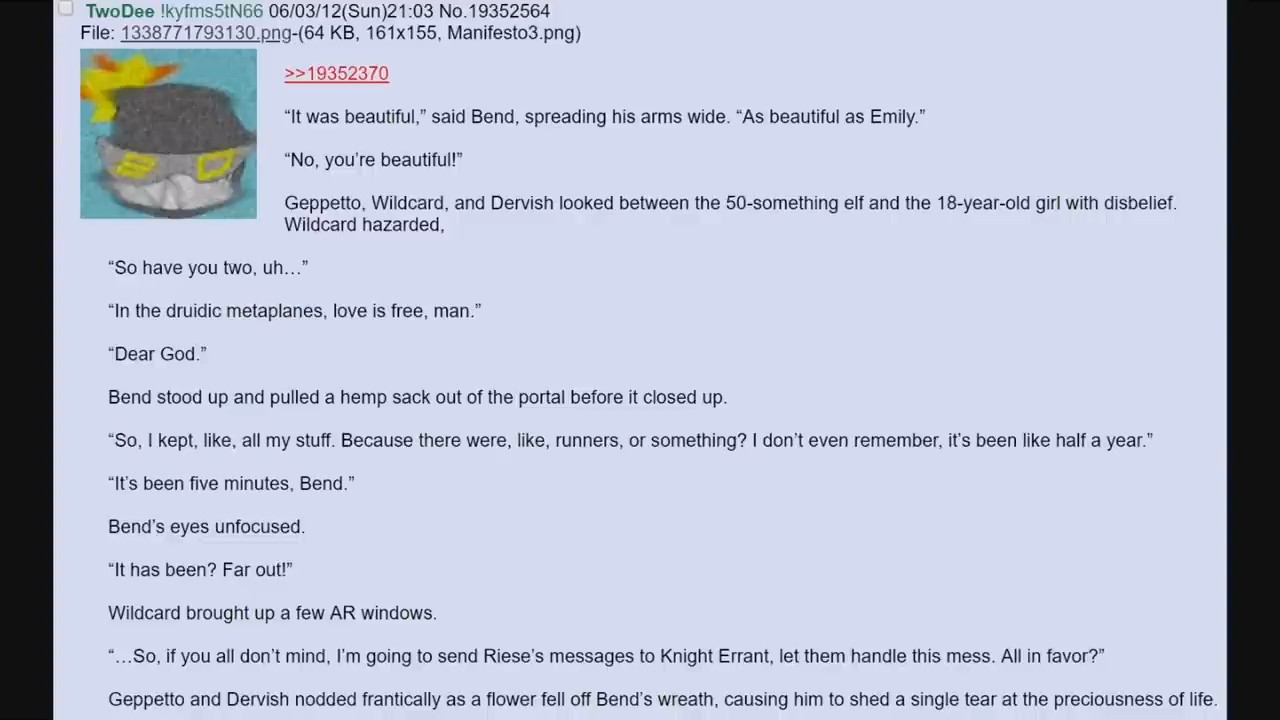 TwoDee !kyfms5tN66 06/03/12(Sun)21:03 No.19352564
File: 1338771793130.png-(64 KB, 161x155, Manifesto3.png)
>>19352370
“It was beautiful,” said Bend, spreading his arms wide. “As beautiful as Emily.”
“No, you’re beautiful!”
Geppetto, Wildcard, and Dervish looked between the 50-something elf and the 18-year-old girl with disbelief.
Wildcard hazarded,
“So have you two, uh…”
“In the druidic metaplanes, love is free, man.”
“Dear God.”
Bend stood up and pulled a hemp sack out of the portal before it closed up.
“So, I kept, like, all my stuff. Because there were, like, runners, or something? I don’t even remember, it’s been like half a year.”
“It’s been five minutes, Bend.”
Bend’s eyes unfocused.
“It has been? Far out!”
Wildcard brought up a few AR windows.
“…So, if you all don’t mind, I’m going to send Riese’s messages to Knight Errant, let them handle this mess. All in favor?”
Geppetto and Dervish nodded frantically as a flower fell off Bend’s wreath, causing him to shed a single tear at the preciousness of life.